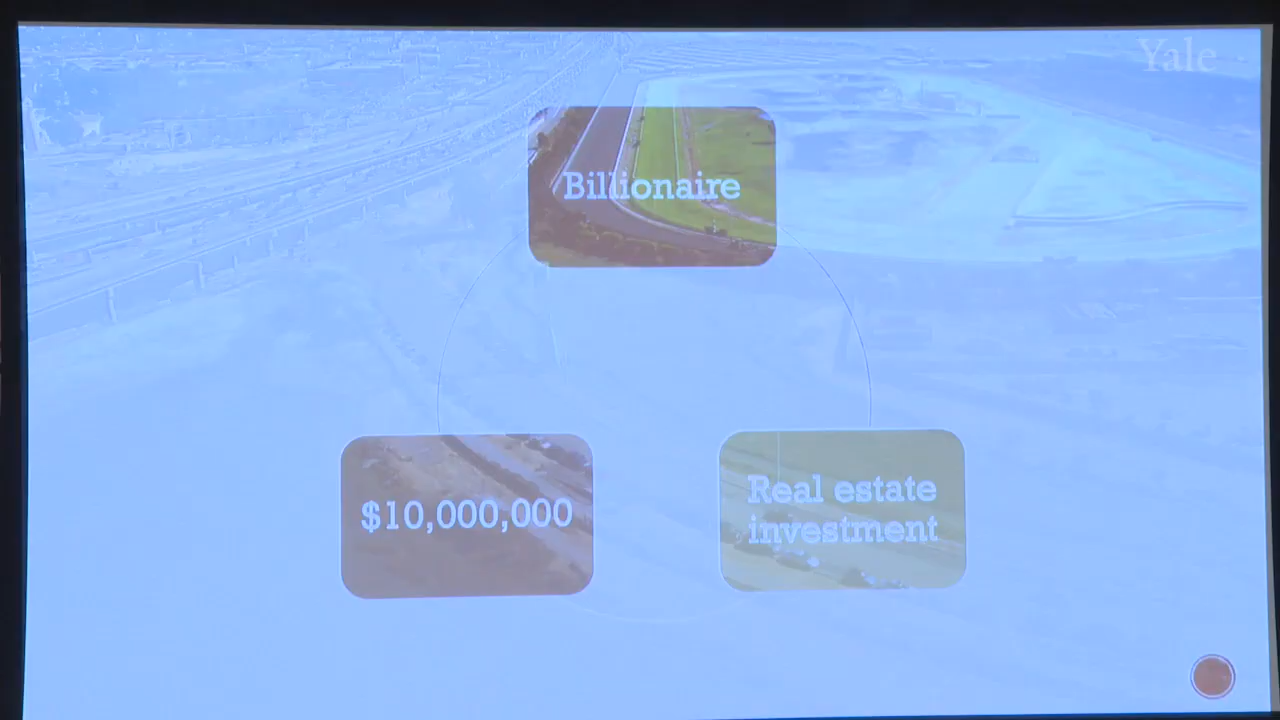 Yale
Billionaire
$10,000,000
Real estate
investment